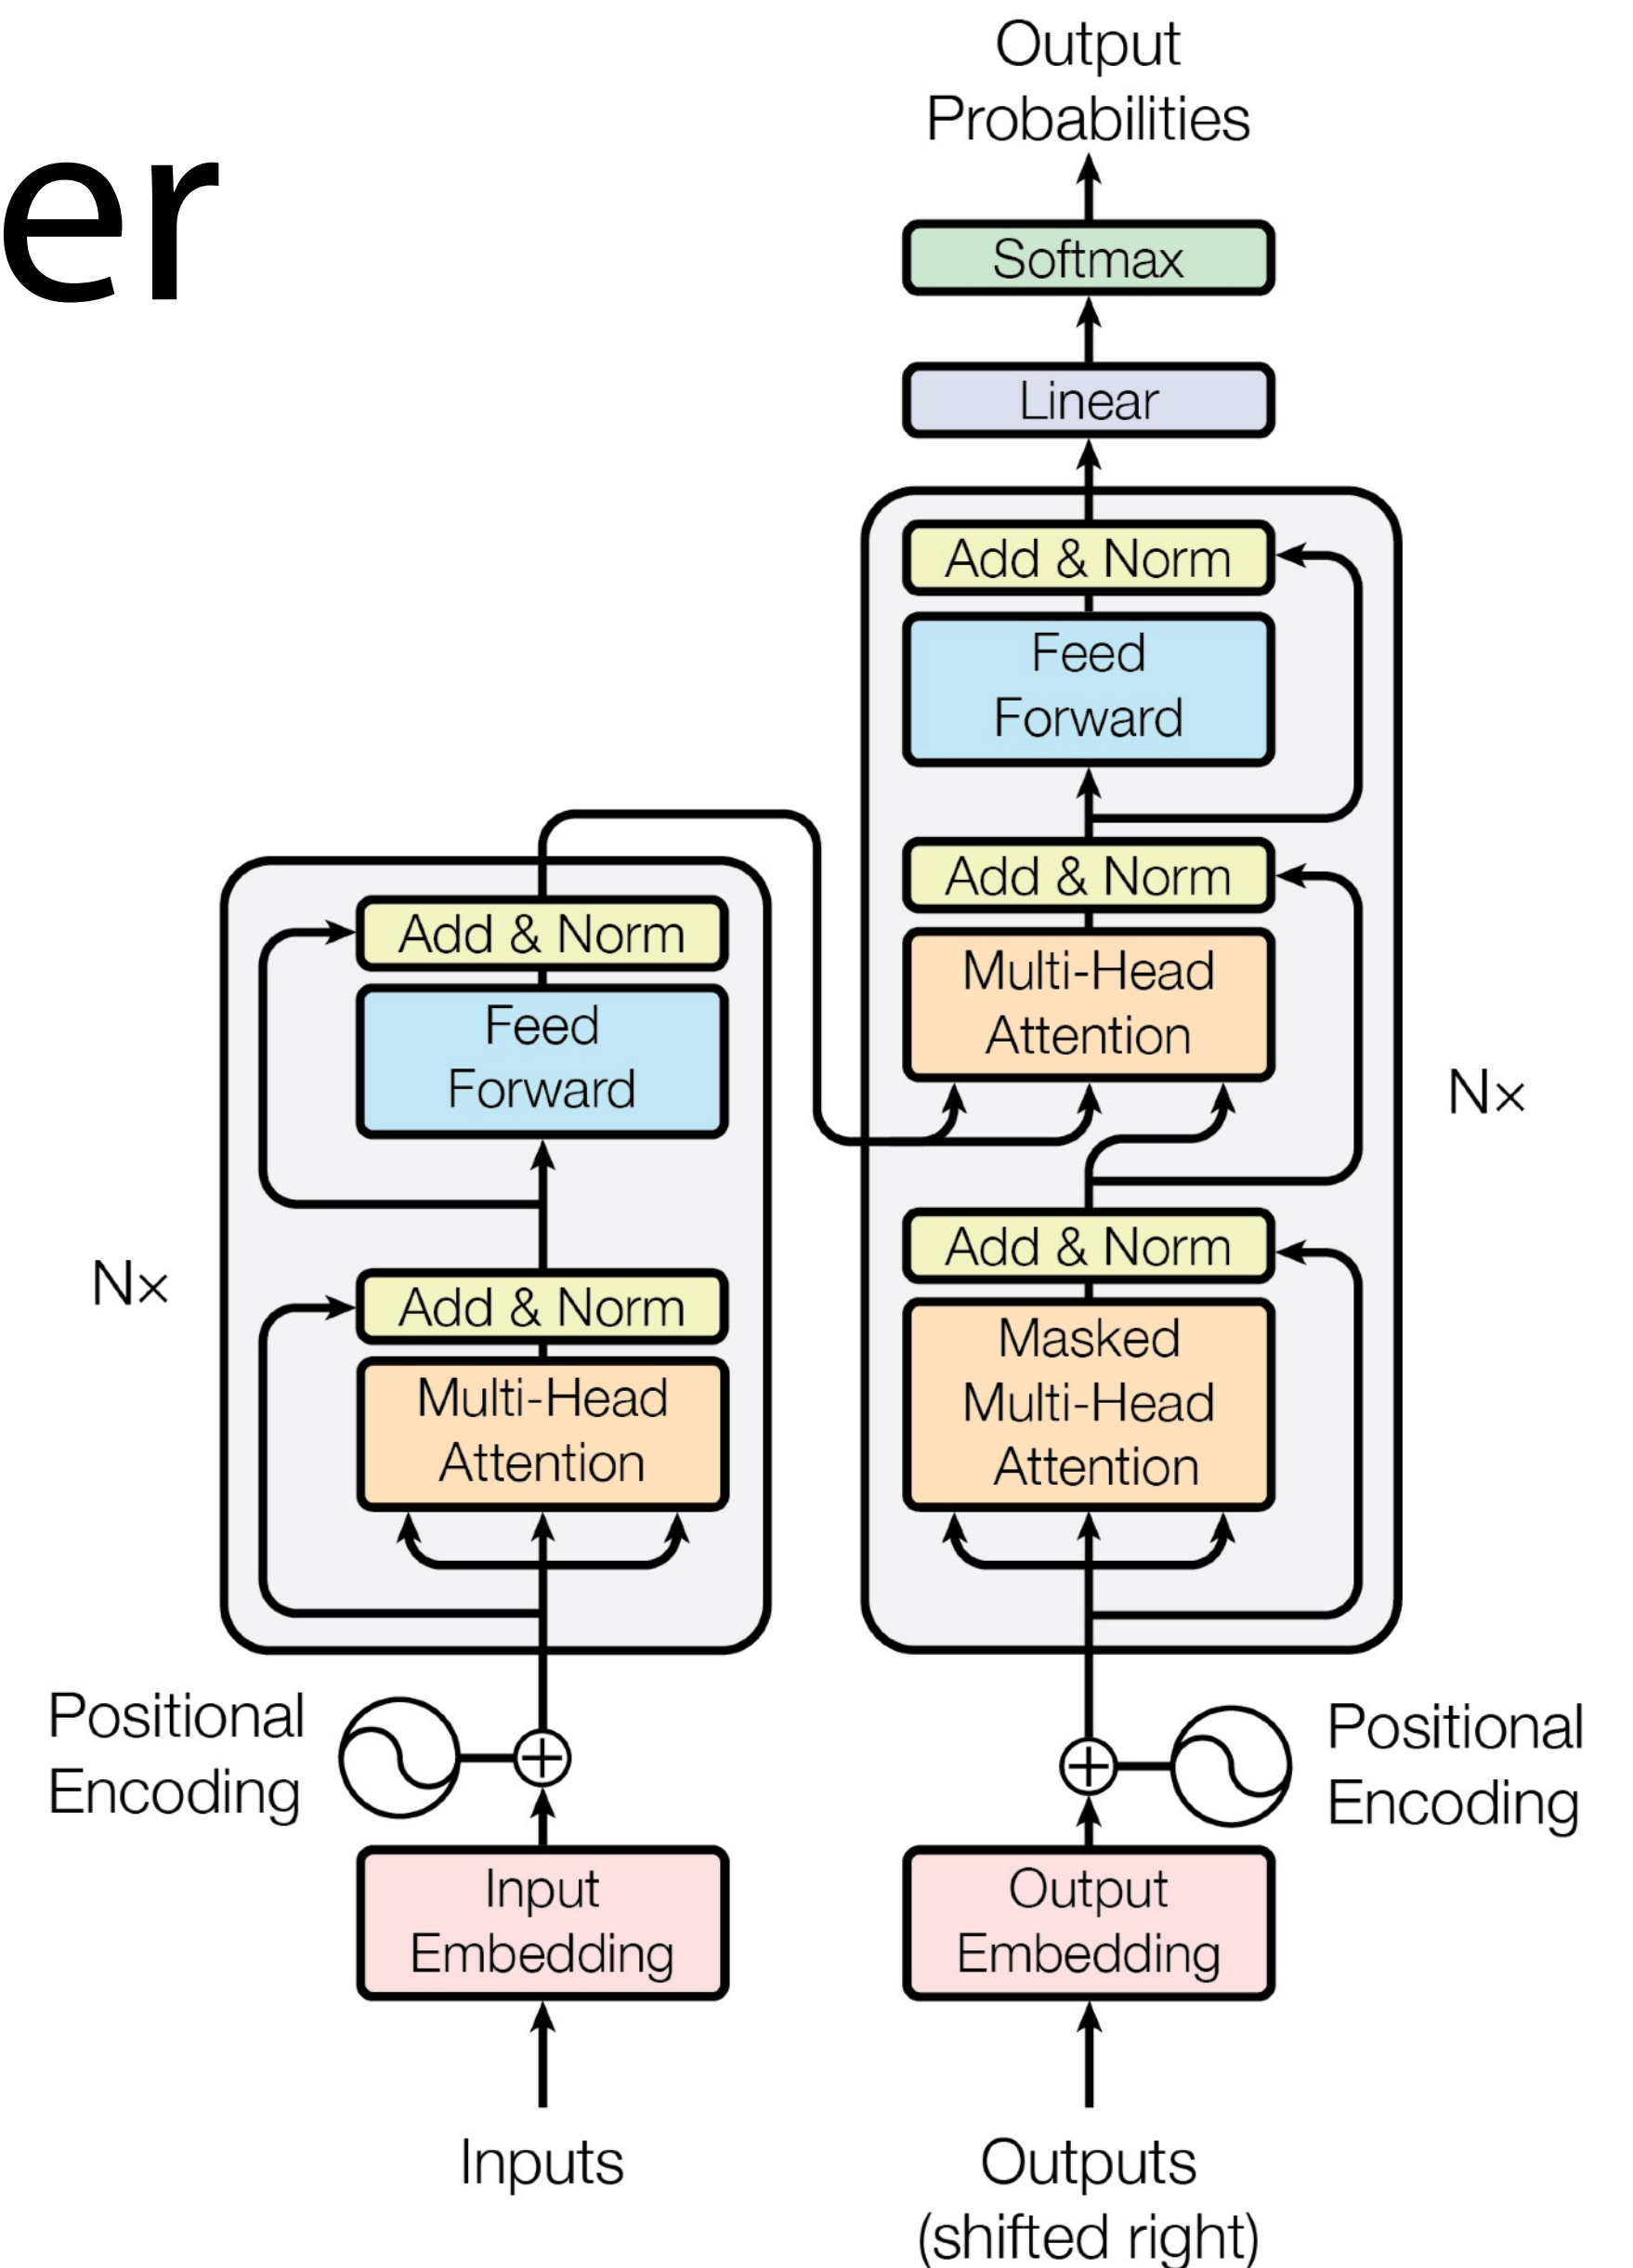 er
Output
Probabilities
Softmax
Linear
Add & Norm
Feed
Forward
Add & Norm
Multi-Head
Attention
N×
Add & Norm
Masked
Multi-Head
Attention
Add & Norm
Feed
Forward
N×
Add & Norm
Multi-Head
Attention
Positional
Encoding
Positional
Encoding
Input
Embedding
Output
Embedding
Inputs
Outputs
(shifted right)